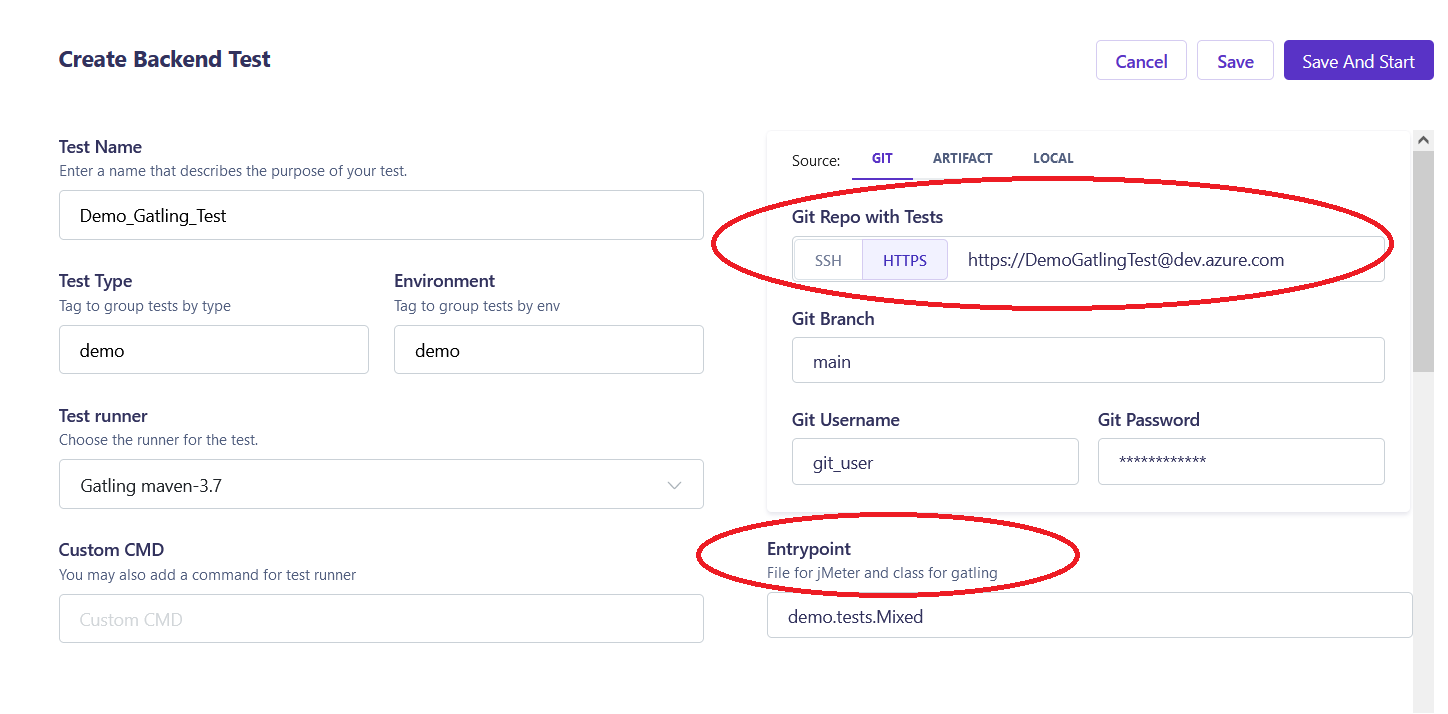 Create Backend Test
Cancel
Save
Save And Start
Test Name
Enter a name that describes the purpose of your test.
Demo_Gatling_Test
Test Type
Tag to group tests by type
demo
Environment
Tag to group tests by env
demo
Test runner
Choose the runner for the test.
Gatling maven-3.7
Custom CMD
You may also add a command for test runner
Custom CMD
Source:
GIT
ARTIFACT
LOCAL
Git Repo with Tests
SSH
HTTPS
https://DemoGatlingTest@dev.azure.com
Git Branch
main
Git Username
git_user
Git Password
************
Entrypoint
File for jMeter and class for gatling
demo.tests.Mixed